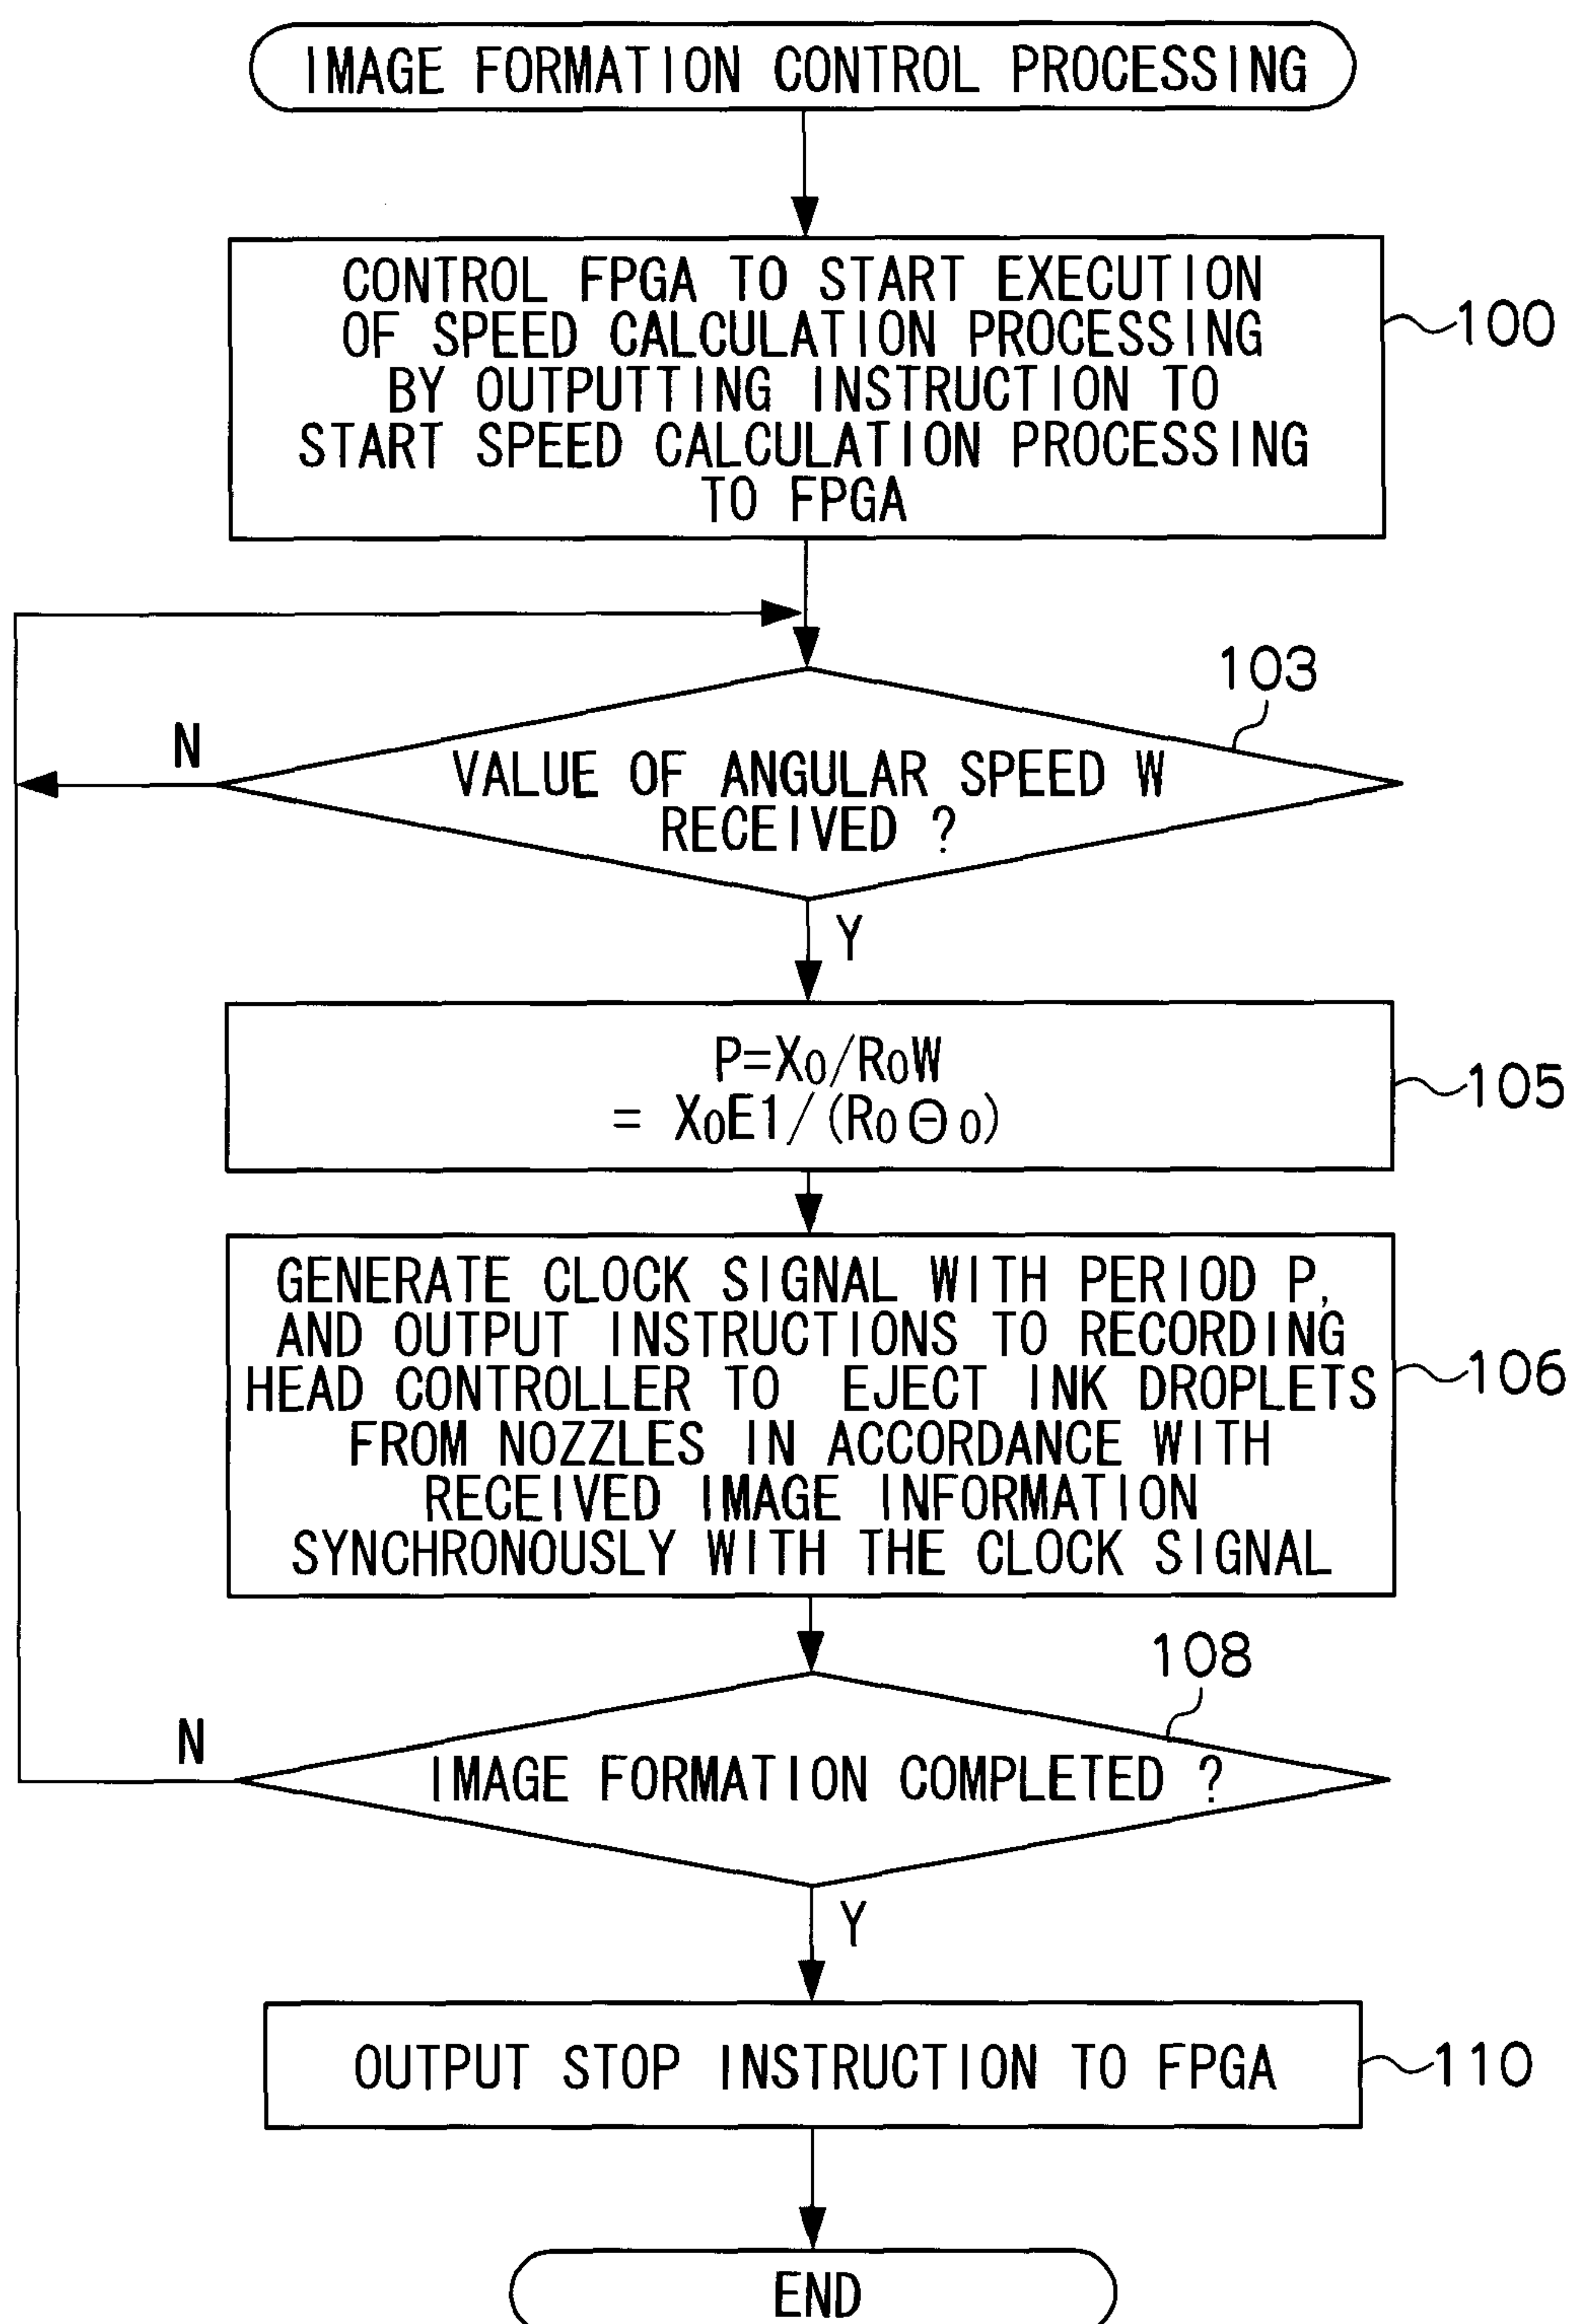 IMAGE FORMATION CONTROL PROCESSING
CONTROL FPGA TO START EXECUTION
OF SPEED CALCULATION PROCESSING
BY OUTPUTTING INSTRUCTION TO
START SPEED CALCULATION PROCESSING
TO FPGA
100
103
N
VALUE OF ANGULAR SPEED W
RECEIVED ?
Y
P=X0/R0W
= X0E1/(R0Θ0)
105
GENERATE CLOCK SIGNAL WITH PERIOD P,
AND OUTPUT INSTRUCTIONS TO RECORDING
HEAD CONTROLLER TO EJECT INK DROPLETS
FROM NOZZLES IN ACCORDANCE WITH
RECEIVED IMAGE INFORMATION
SYNCHRONOUSLY WITH THE CLOCK SIGNAL
106
108
N
IMAGE FORMATION COMPLETED ?
Y
OUTPUT STOP INSTRUCTION TO FPGA
110
END